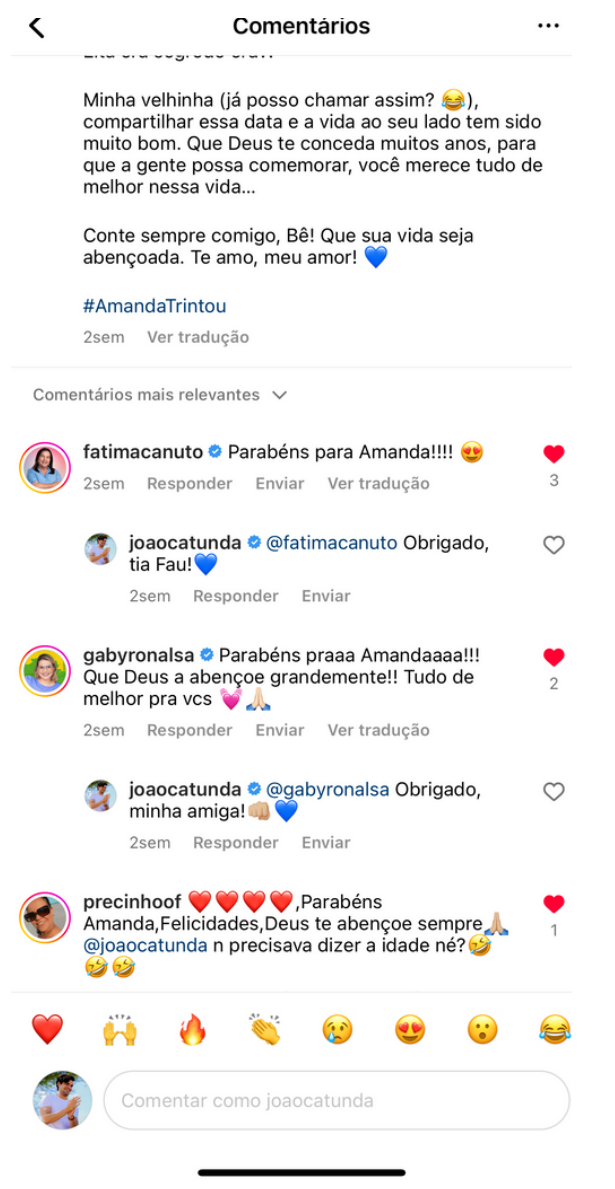 Comentários
Minha velhinha (já posso chamar assim? 😂),
compartilhar essa data e a vida ao seu lado tem sido
muito bom. Que Deus te conceda muitos anos, para
que a gente possa comemorar, você merece tudo de
melhor nessa vida...
Conte sempre comigo, Bê! Que sua vida seja
abençoada. Te amo, meu amor! 💙
#AmandaTrintou
2sem Ver tradução
Comentários mais relevantes
fatimacanuto Parabéns para Amanda!!!! 😍
2sem Responder Enviar Ver tradução
3
joaocatunda @fatimacanuto Obrigado,
tia Fau!💙
2sem Responder Enviar
gabyronalsa Parabéns praaa Amandaaaa!!!
Que Deus a abençoe grandemente!! Tudo de
melhor pra vcs 💓🙏🏻
2
2sem Responder Enviar Ver tradução
joaocatunda @gabyronalsa Obrigado,
minha amiga!👊🏼💙
2sem Responder Enviar
precinhoof ❤️❤️❤️❤️,Parabéns
Amanda,Felicidades,Deus te abençoe sempre🙏🏻
1
@joaocatunda n precisava dizer a idade né?🤣
🤣🤣
Comentar como joaocatunda